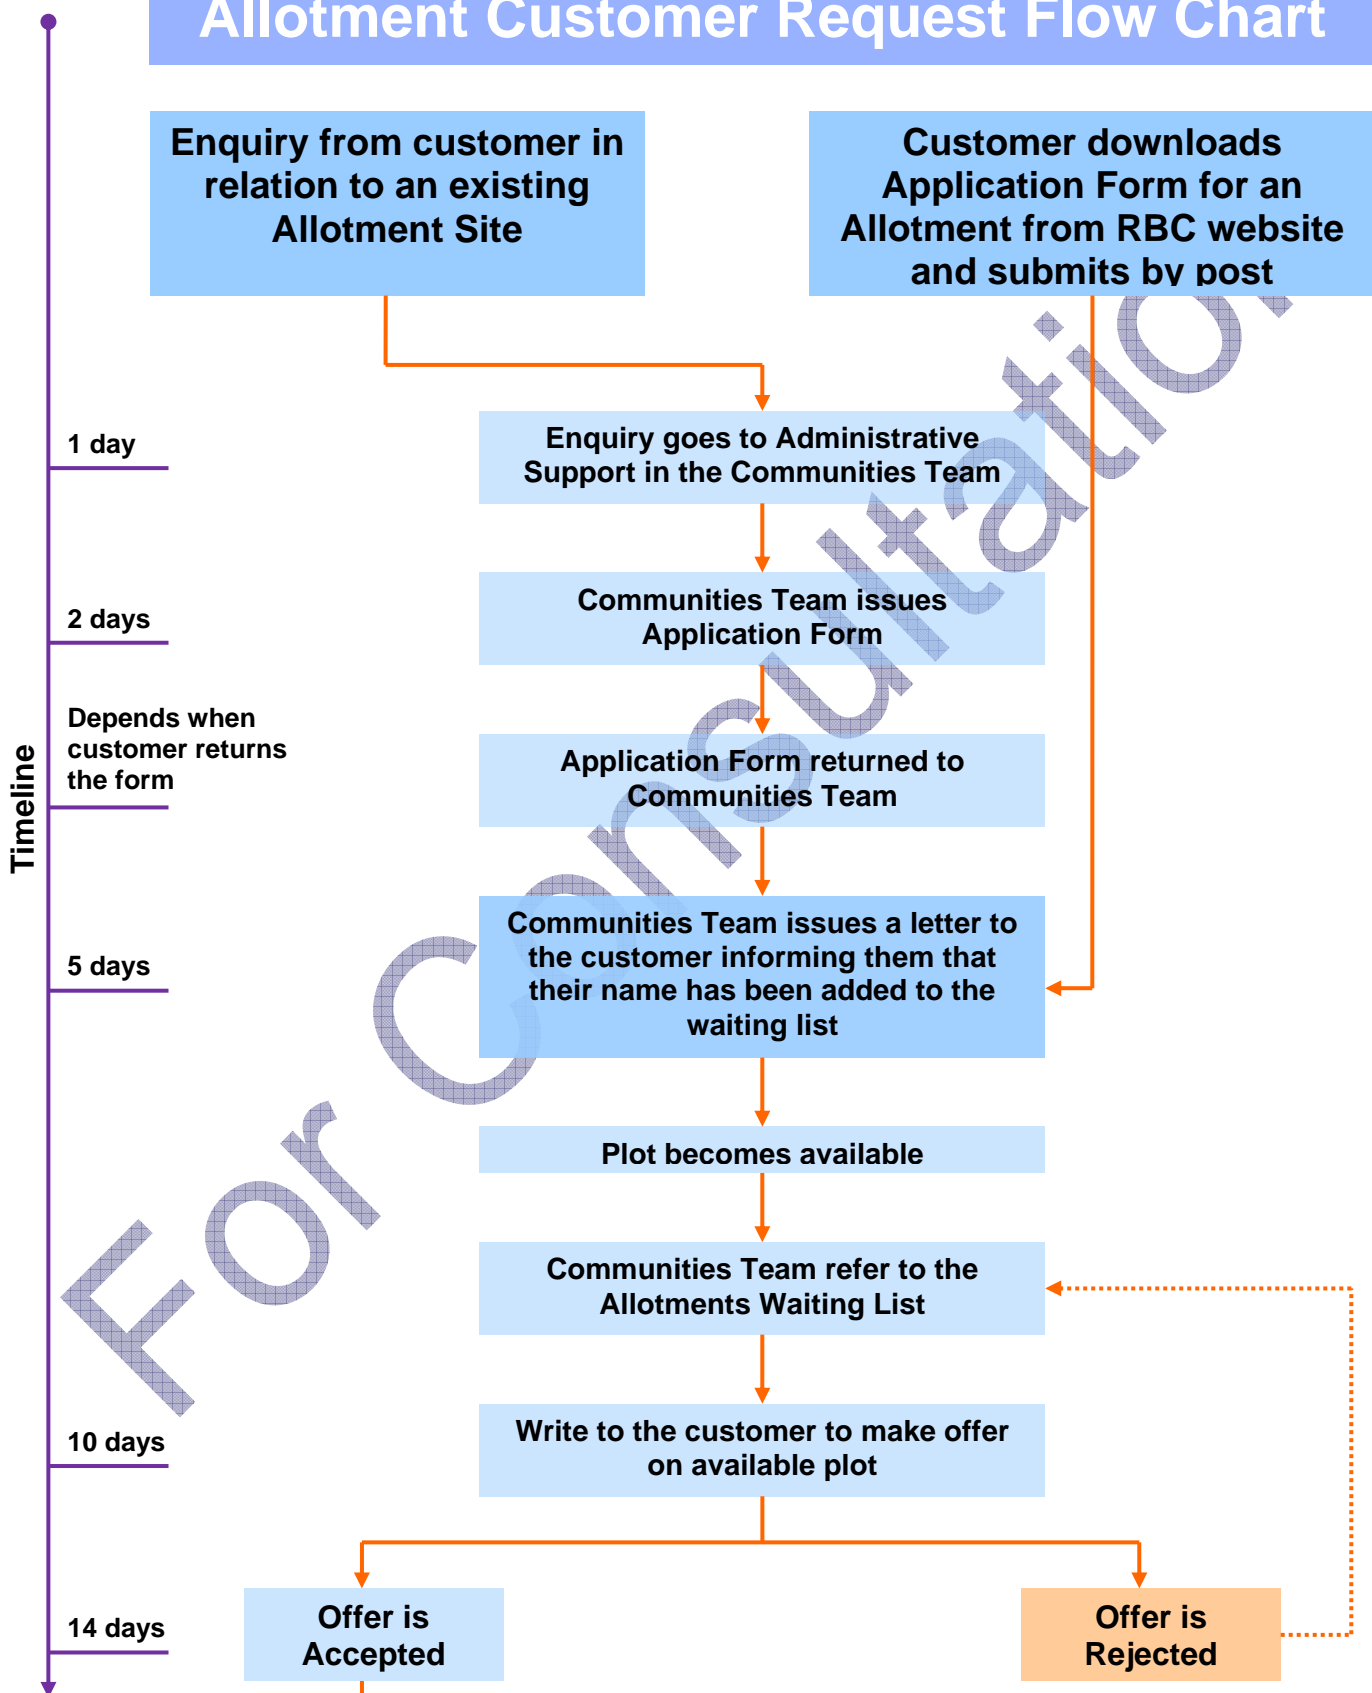 Allotment Customer Request Flow Chart
Enquiry from customer in
relation to an existing
Allotment Site
Customer downloads
Application Form for an
Allotment from RBC website
and submits by post
1 day
Enquiry goes to Administrative
Support in the Communities Team
2 days
Communities Team issues
Application Form
Depends when
customer returns
the form
Application Form returned to
Communities Team
Timeline
5 days
Communities Team issues a letter to
the customer informing them that
their name has been added to the
waiting list
Plot becomes available
Communities Team refer to the
Allotments Waiting List
10 days
Write to the customer to make offer
on available plot
14 days
Offer is
Accepted
Offer is
Rejected
For Consultation